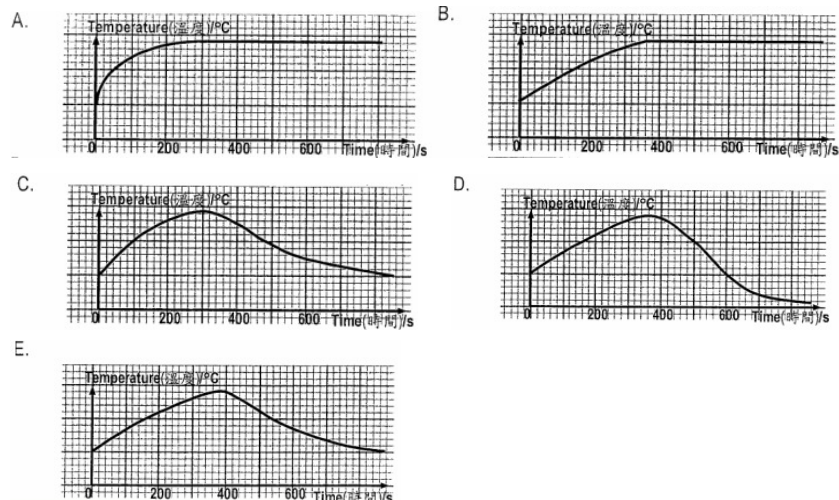 A.
Temperature(溫度)/°C
0 200 400 600 Time(時間)/s
B.
Temperature(溫度)/°C
0 200 400 600 Time(時間)/s
C.
Temperature(溫度)/°C
0 200 400 600 Time(時間)/s
D.
Temperature(溫度)/°C
0 200 400 600 Time(時間)/s
E.
Temperature(溫度)/°C
0 200 400 600 Time(時間)/s